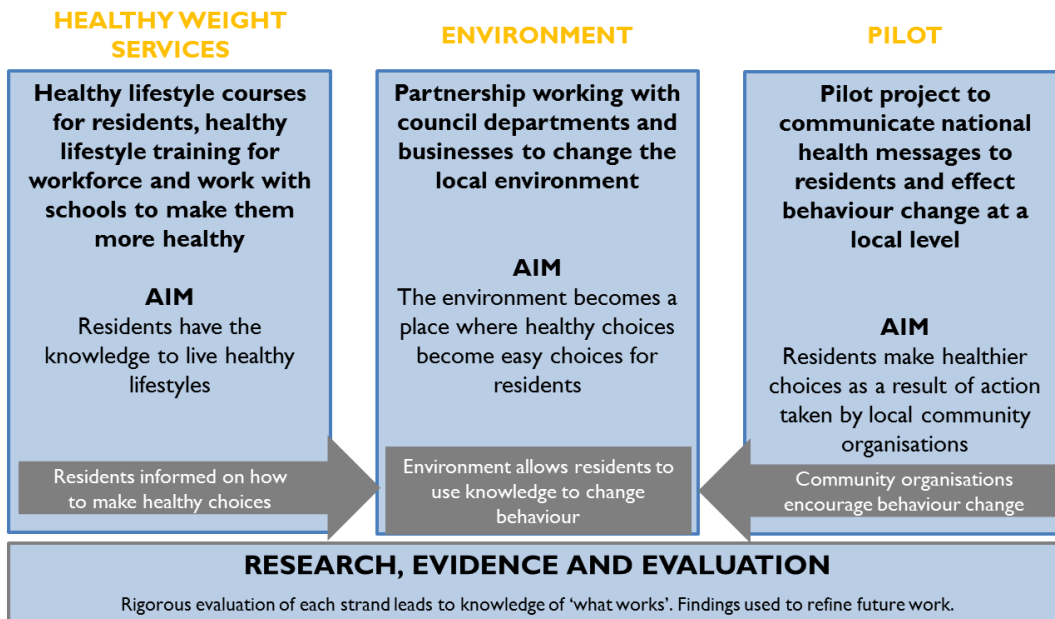 HEALTHY WEIGHT
SERVICES
Healthy lifestyle courses
for residents, healthy
lifestyle training for
workforce and work with
schools to make them
more healthy
AIM
Residents have the
knowledge to live healthy
lifestyles
Residents informed on how
to make healthy choices
ENVIRONMENT
Partnership working with
council departments and
businesses to change the
local environment
AIM
The environment becomes a
place where healthy choices
become easy choices for
residents
Environment allows residents to
use knowledge to change
behaviour
PILOT
Pilot project to
communicate national
health messages to
residents and effect
behaviour change at a
local level
AIM
Residents make healthier
choices as a result of action
taken by local community
organisations
Community organisations
encourage behaviour change
RESEARCH, EVIDENCE AND EVALUATION
Rigorous evaluation of each strand leads to knowledge of ‘what works’. Findings used to refine future work.